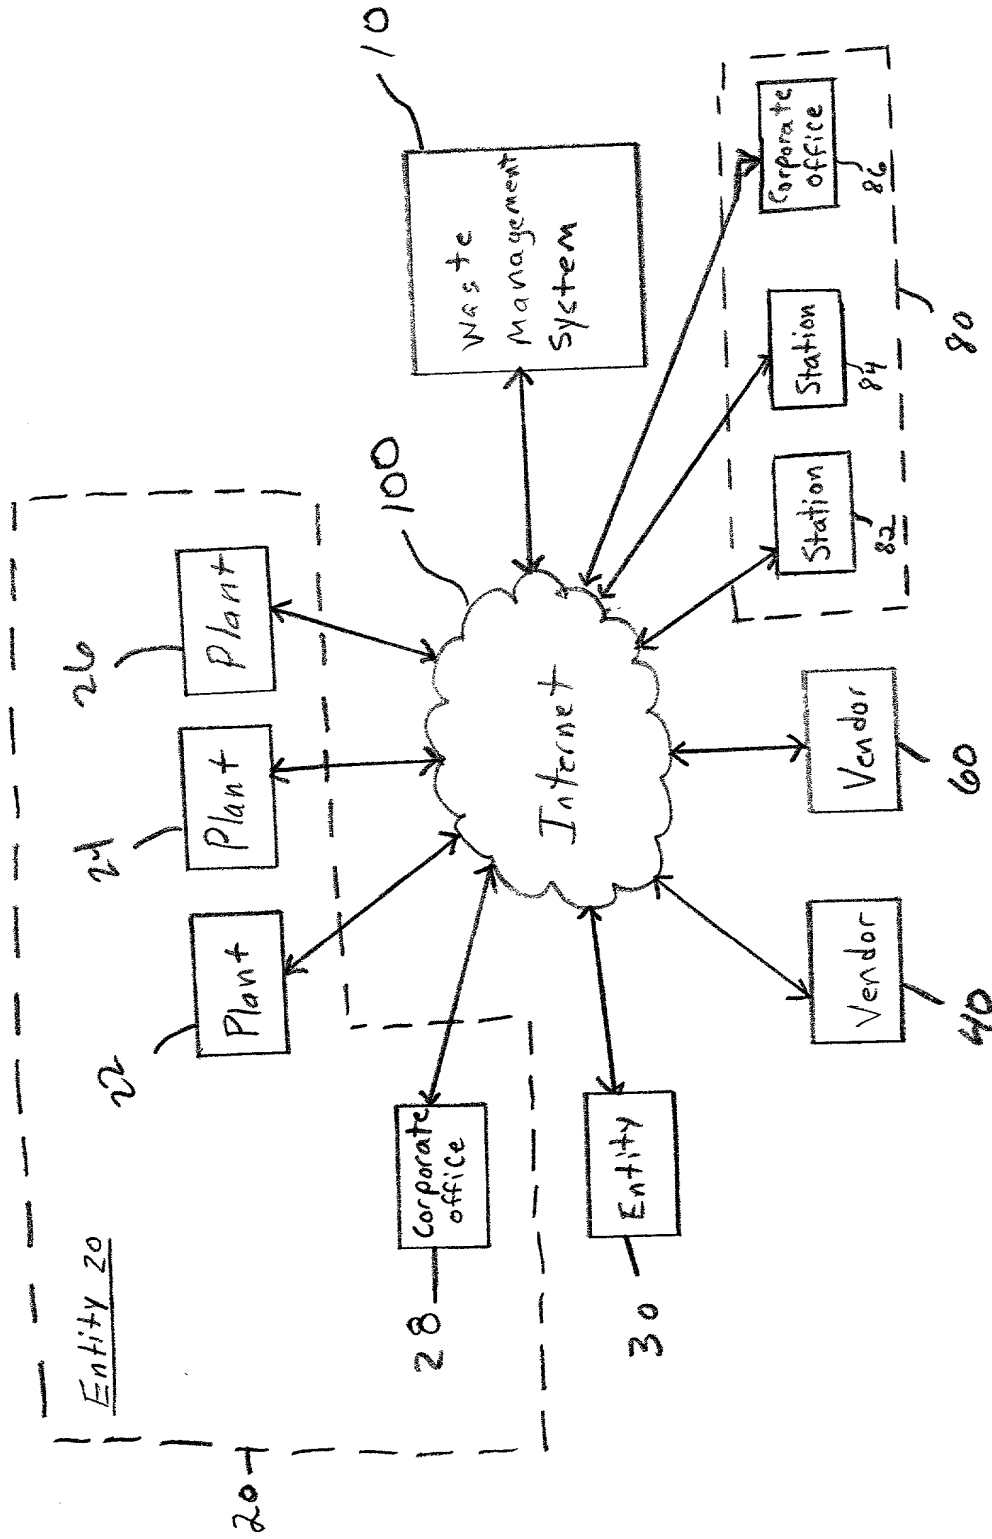 20
Entity 20
22
24
26
Plant
Plant
Plant
10
28
Corporate
office
100
Waste
Management
System
Internet
30
Entity
Vendor
40
Vendor
60
Station
82
Station
84
Corporate
office
86
80